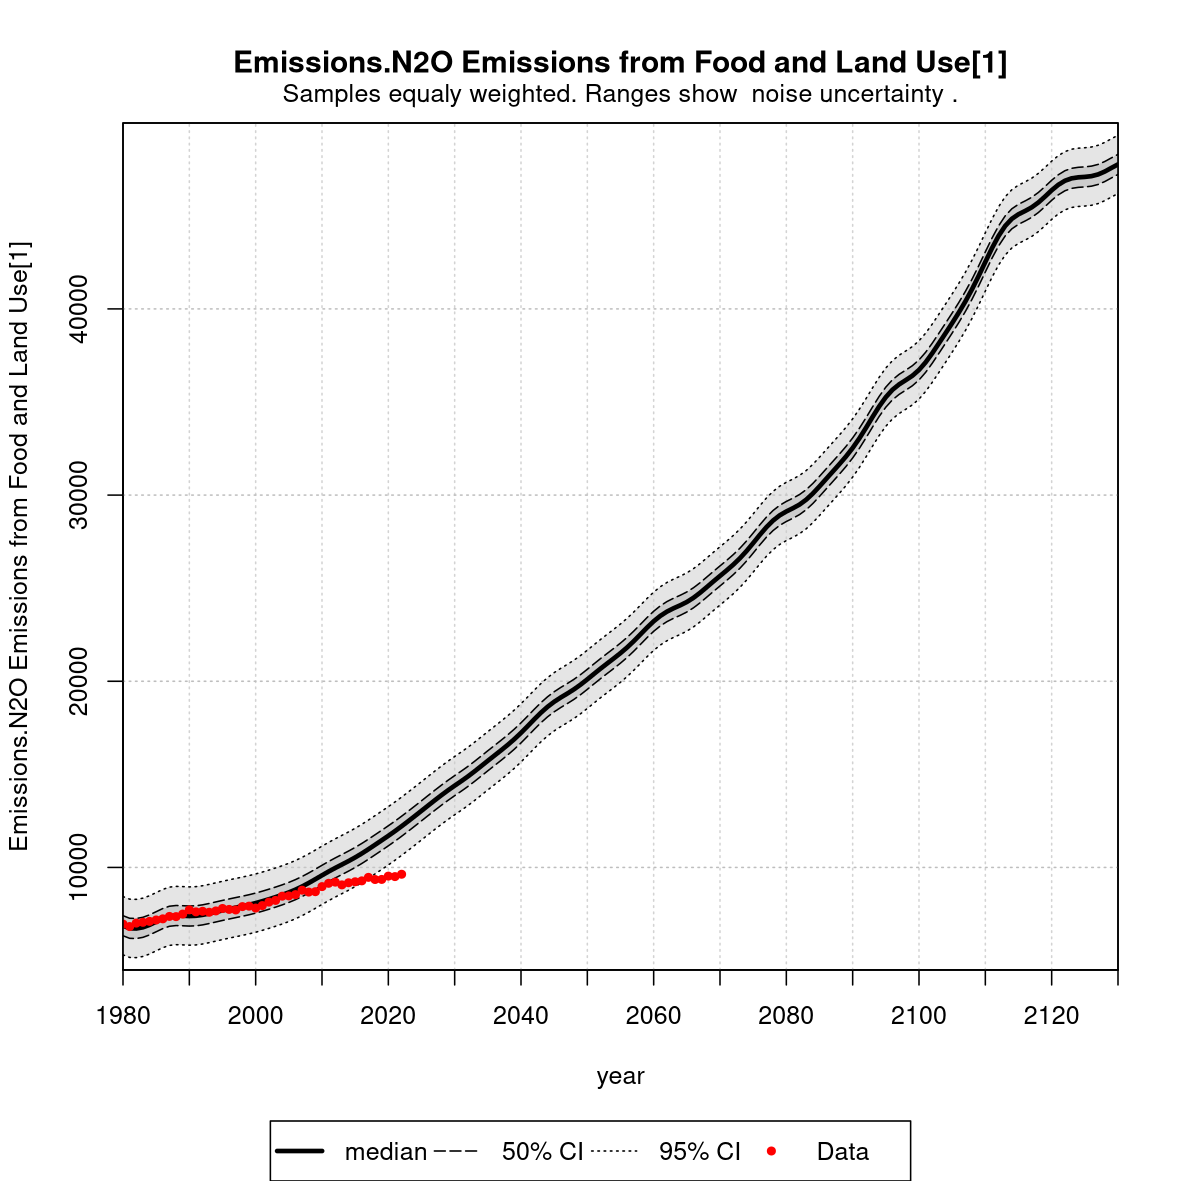 Emissions.N2O Emissions from Food and Land Use[1]
Samples equaly weighted. Ranges show  noise uncertainty .
Emissions.N2O Emissions from Food and Land Use[1]
40000
30000
20000
10000
1980 2000 2020 2040 2060 2080 2100 2120
year
median 50% CI 95% CI Data